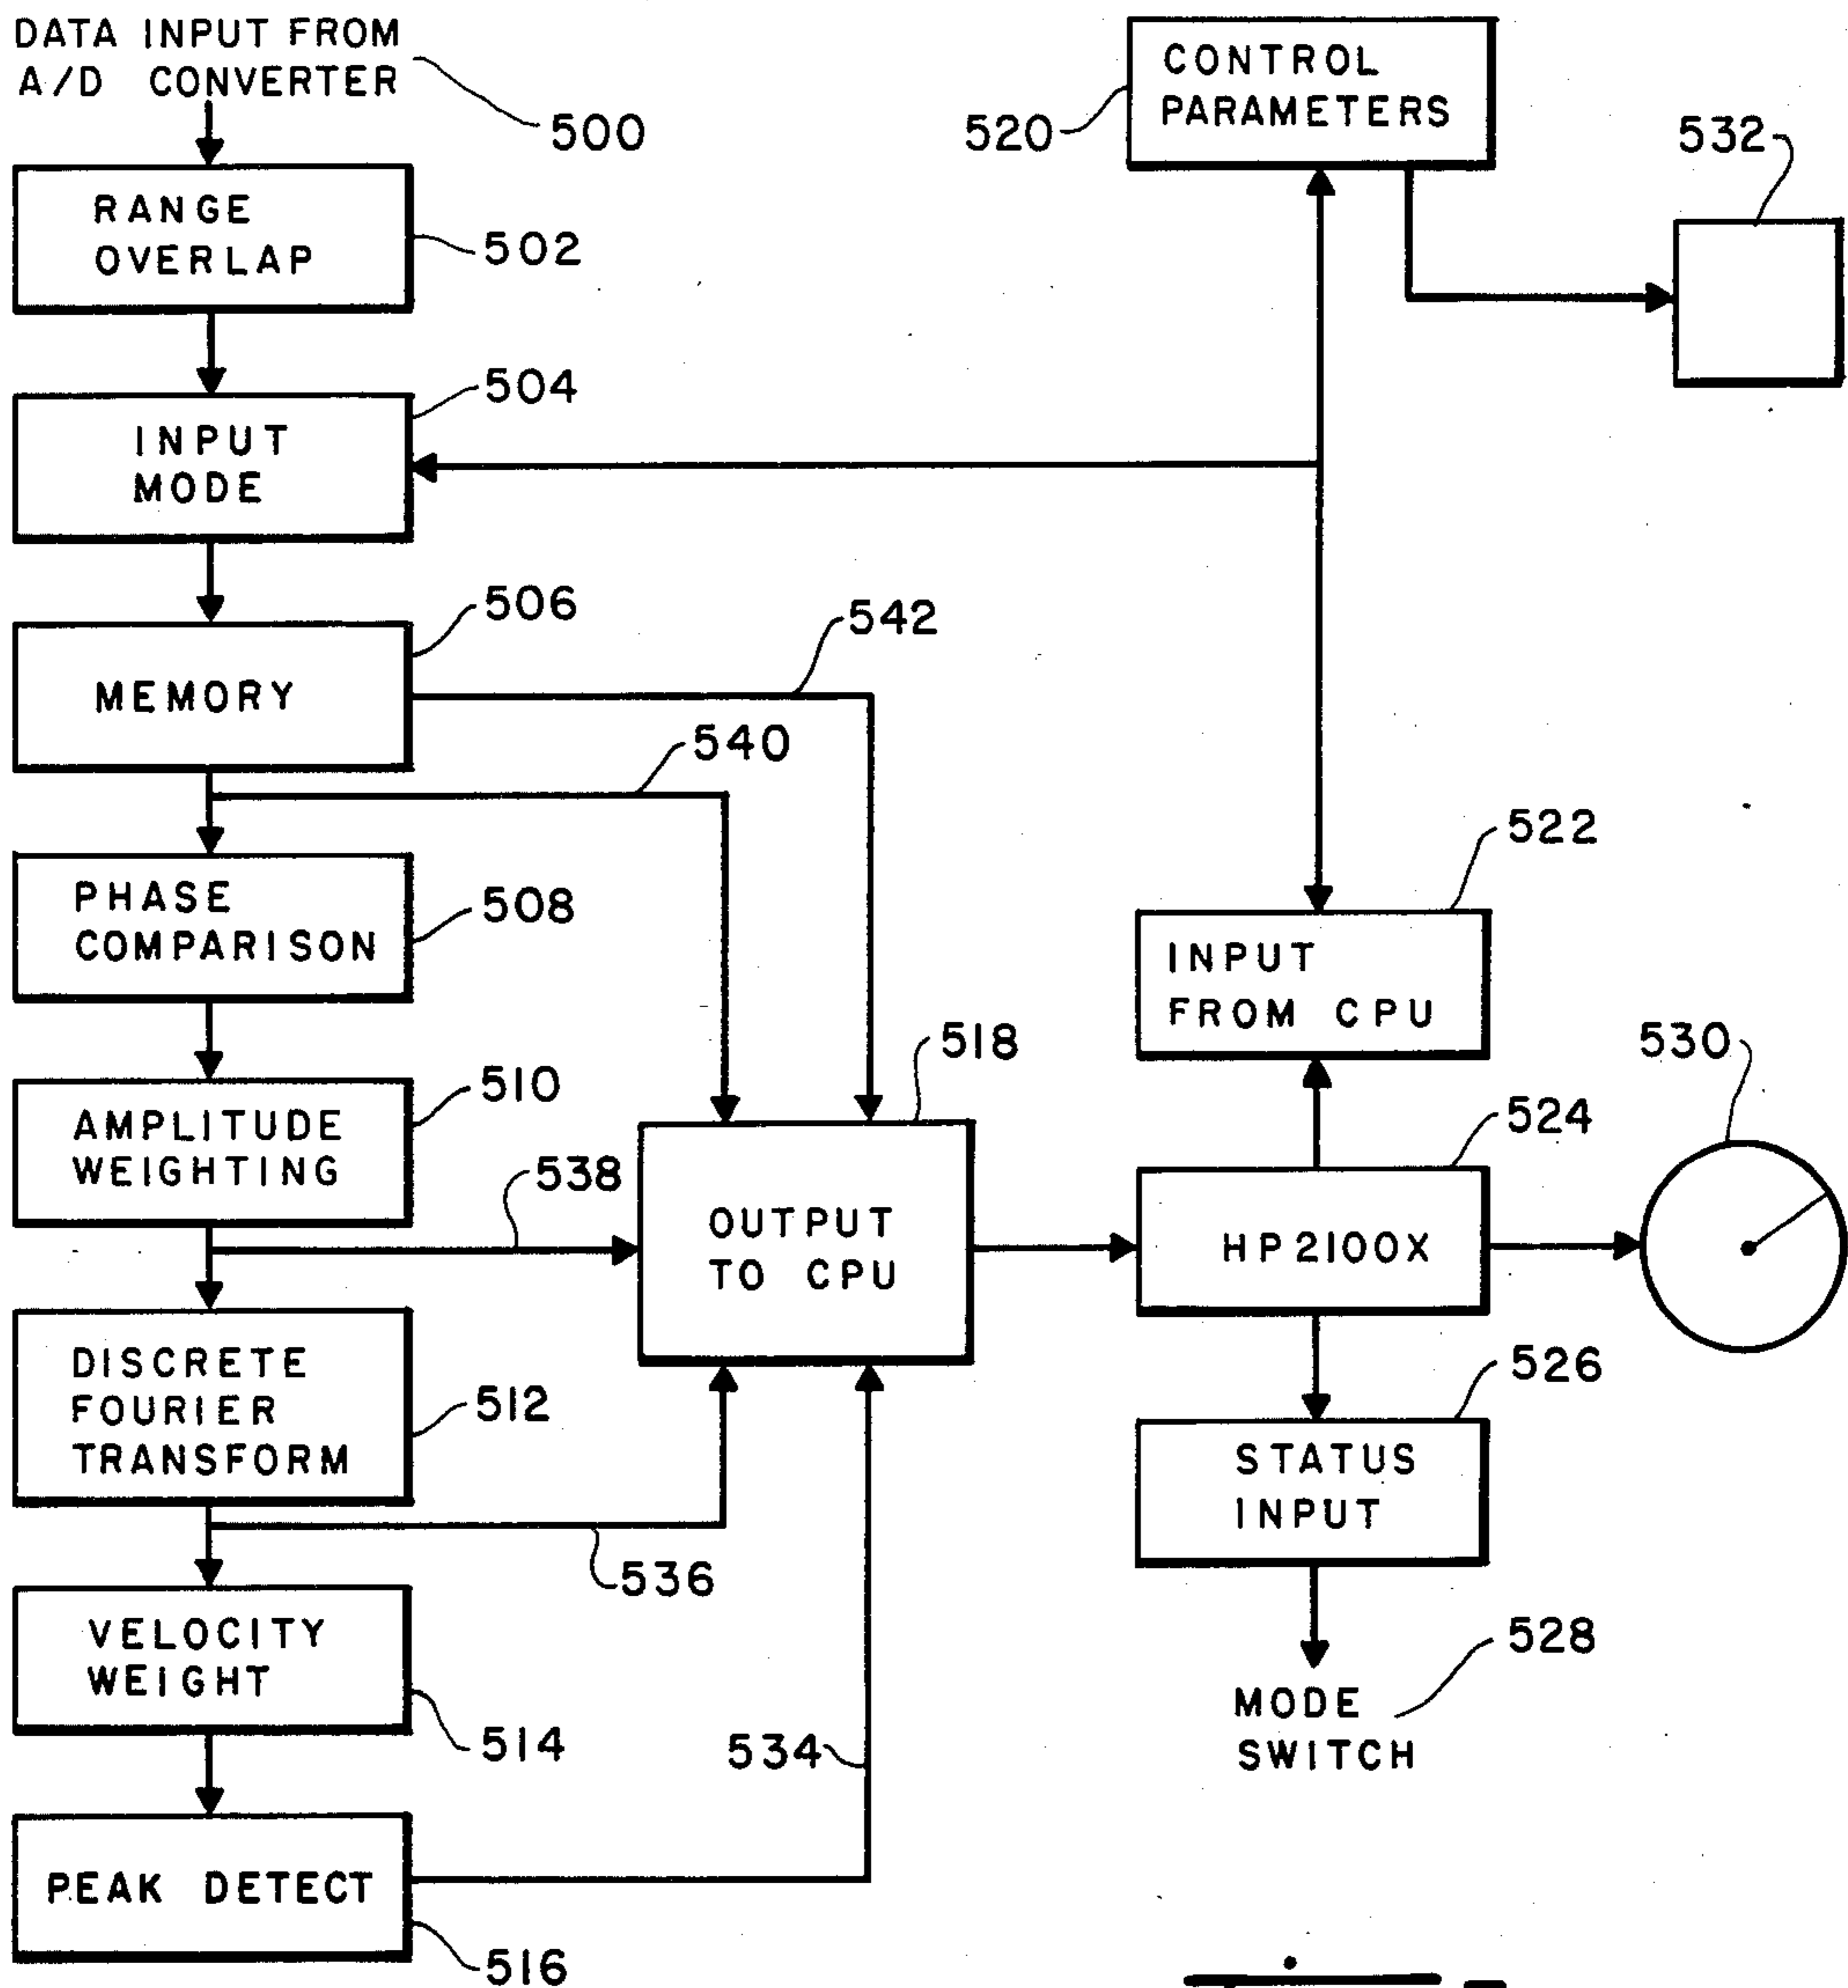 DATA INPUT FROM
A/D CONVERTER
500
RANGE
OVERLAP
502
INPUT
MODE
504
MEMORY
506
542
540
PHASE
COMPARISON
508
AMPLITUDE
WEIGHTING
510
538
DISCRETE
FOURIER
TRANSFORM
512
536
VELOCITY
WEIGHT
514
534
PEAK DETECT
516
OUTPUT
TO CPU
518
CONTROL
PARAMETERS
520
532
INPUT
FROM CPU
522
HP2100X
524
530
STATUS
INPUT
526
MODE
SWITCH
528